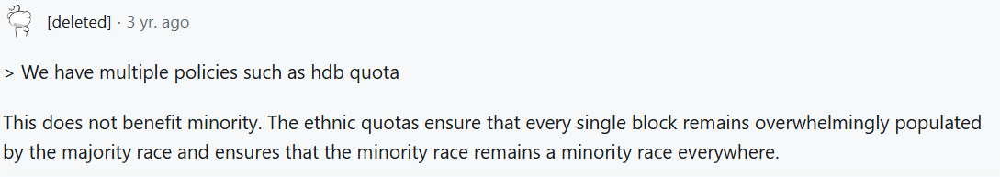 [deleted] · 3 yr. ago
> We have multiple policies such as hdb quota
This does not benefit minority. The ethnic quotas ensure that every single block remains overwhelmingly populated
by the majority race and ensures that the minority race remains a minority race everywhere.